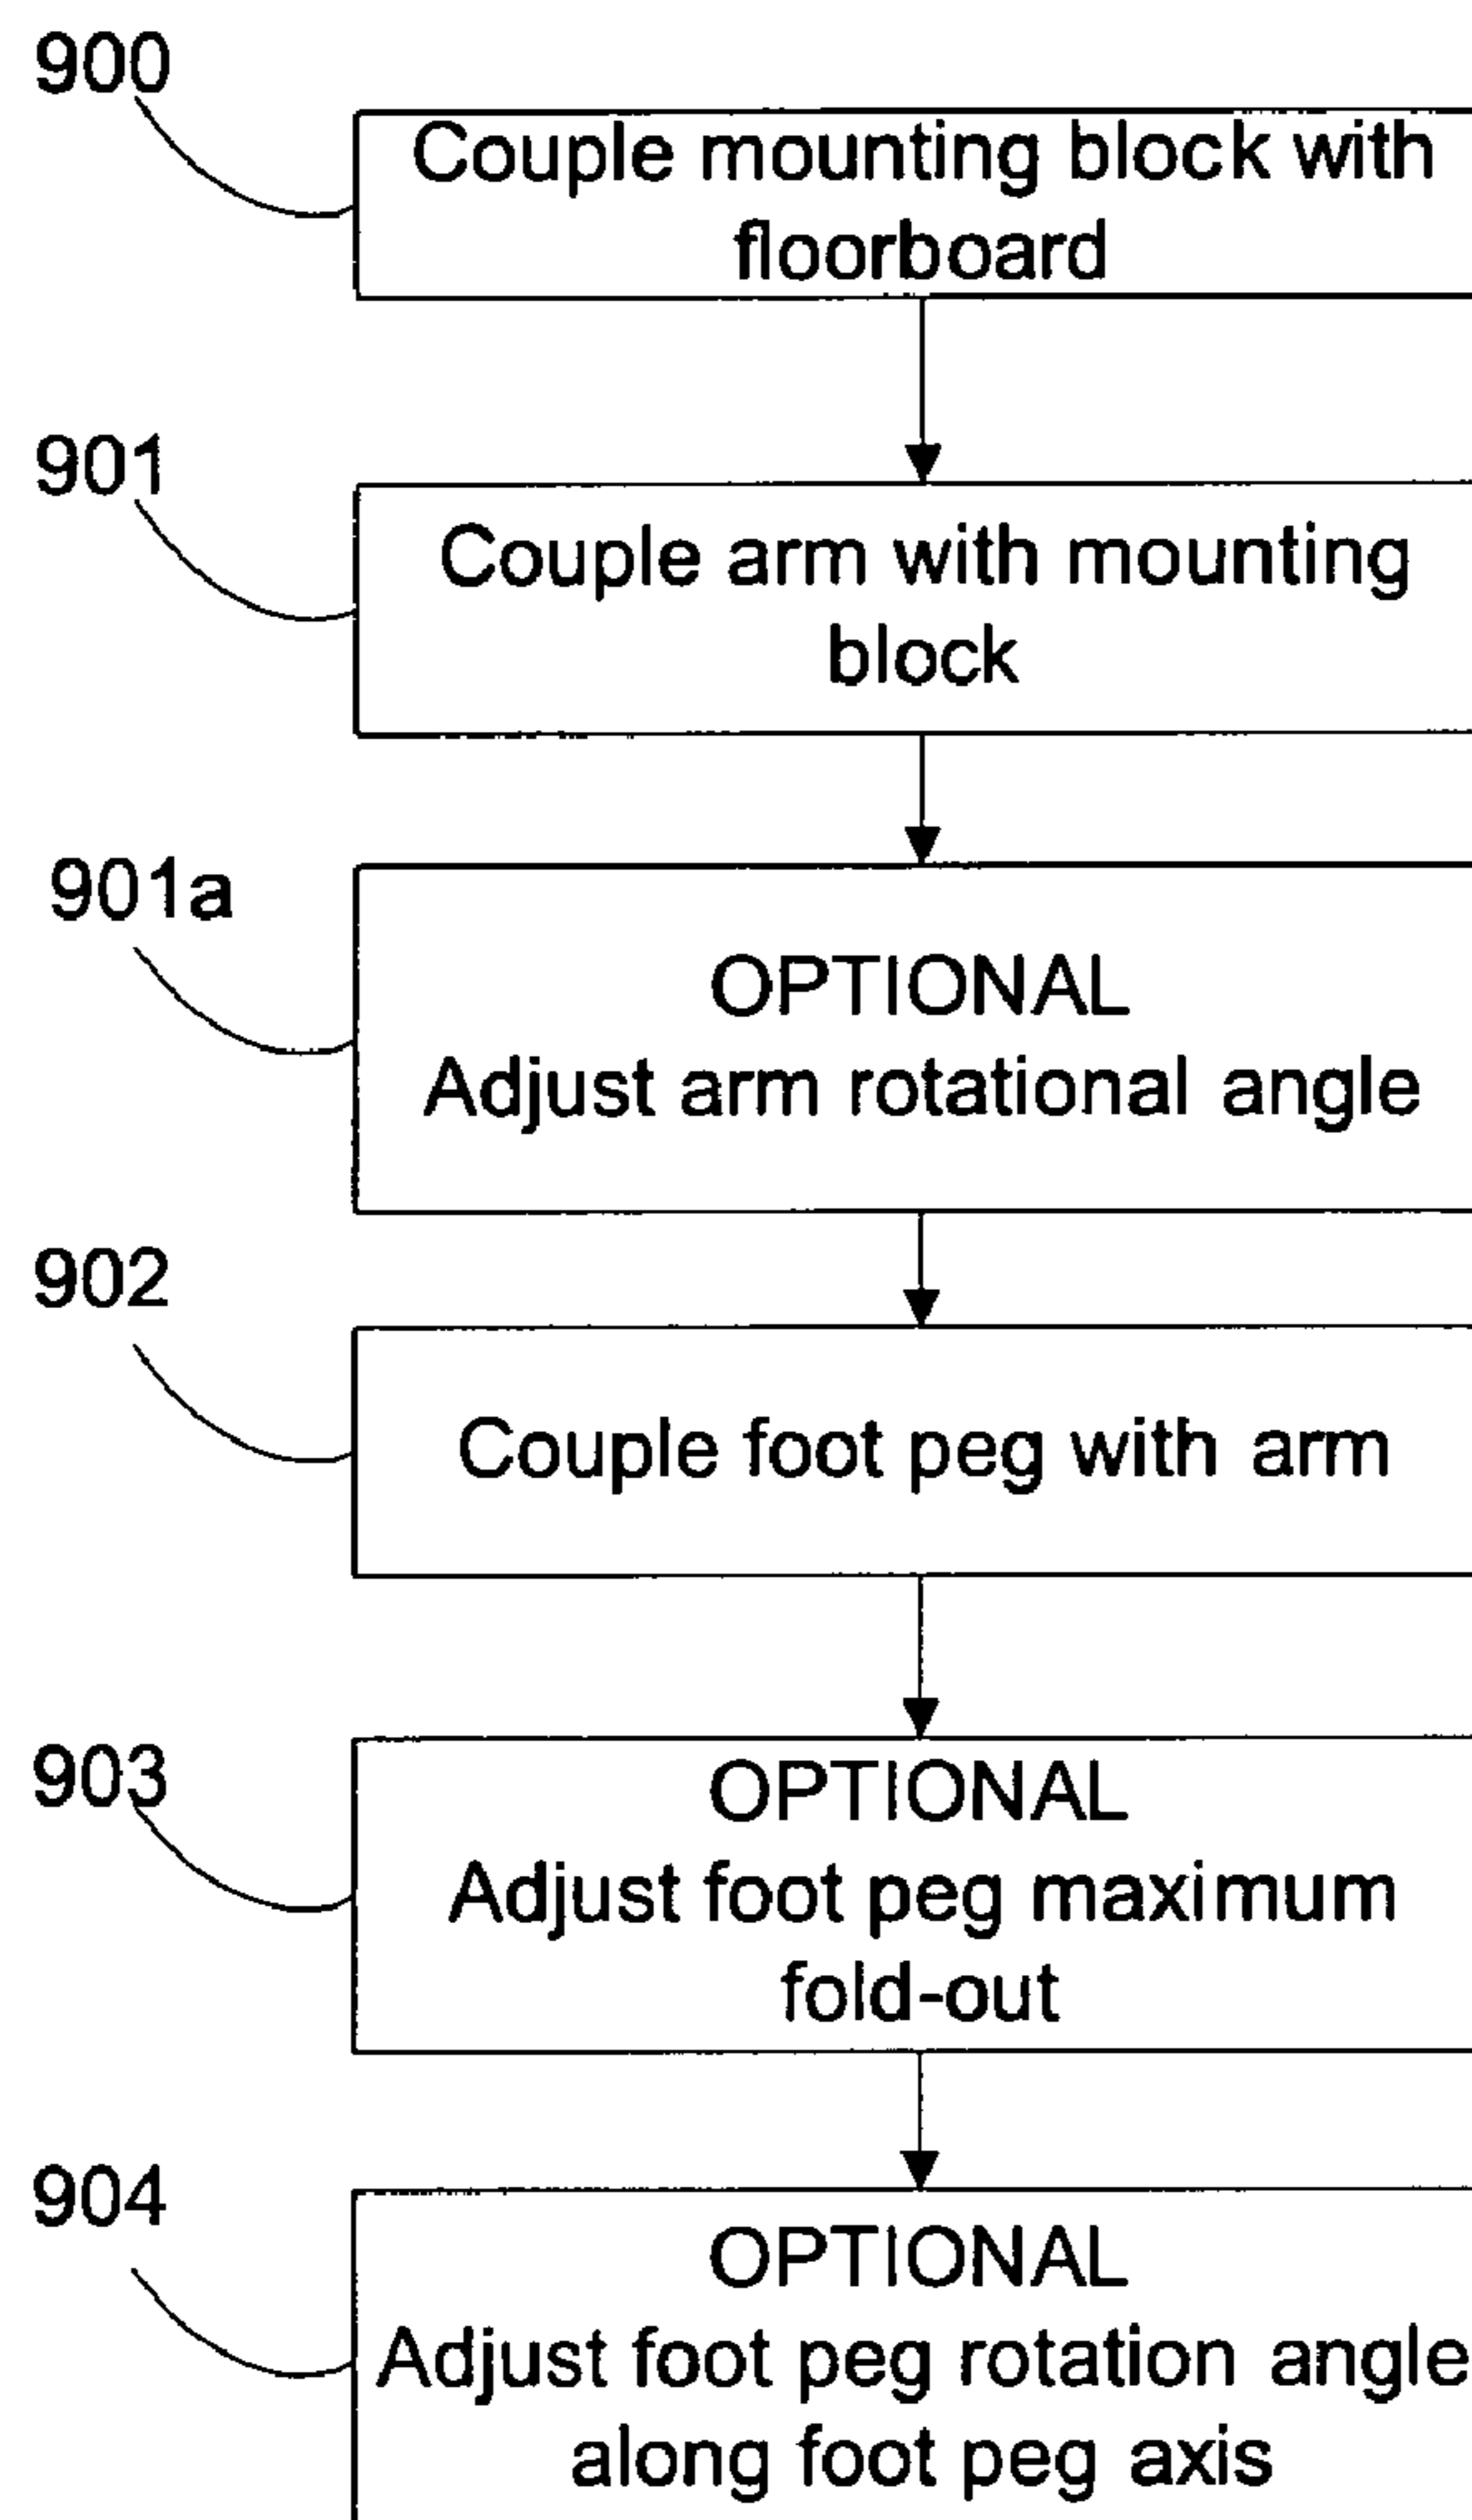 900
Couple mounting block with
floorboard
901
Couple arm with mounting
block
901a
OPTIONAL
Adjust arm rotational angle
902
Couple foot peg with arm
903
OPTIONAL
Adjust foot peg maximum
fold-out
904
OPTIONAL
Adjust foot peg rotation angle
along foot peg axis